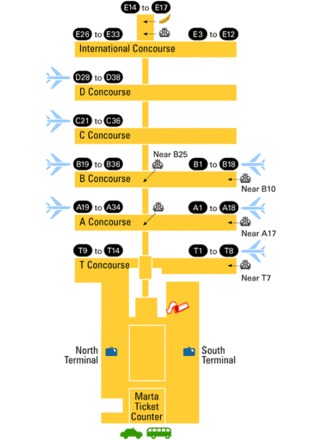 E14 to E17
E26 to E33
E3 to E12
International Concourse
D28 to D38
D Concourse
C21 to C36
C Concourse
Near B25
B19 to B36
B1 to B18
B Concourse
Near B10
A19 to A34
A1 to A18
A Concourse
Near A17
T9 to T14
T1 to T8
T Concourse
Near T7
North
Terminal
South
Terminal
Marta
Ticket
Counter